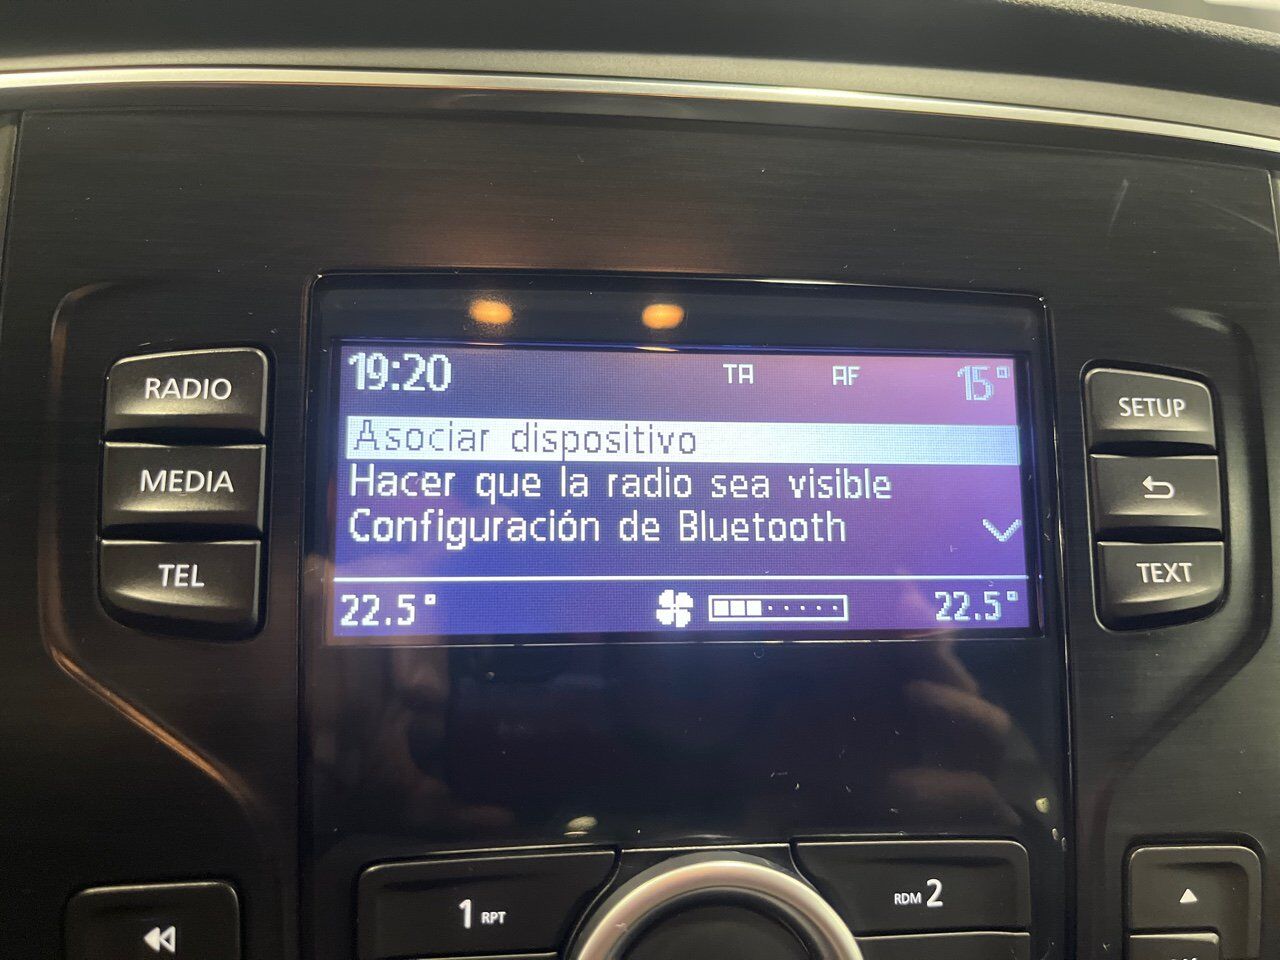 RADIO
MEDIA
TEL
19:20 TA AF 15°
Asociar dispositivo
Hacer que la radio sea visible
Configuración de Bluetooth
22.5° 22.5°
SETUP
TEXT
1 RPT
RDM 2